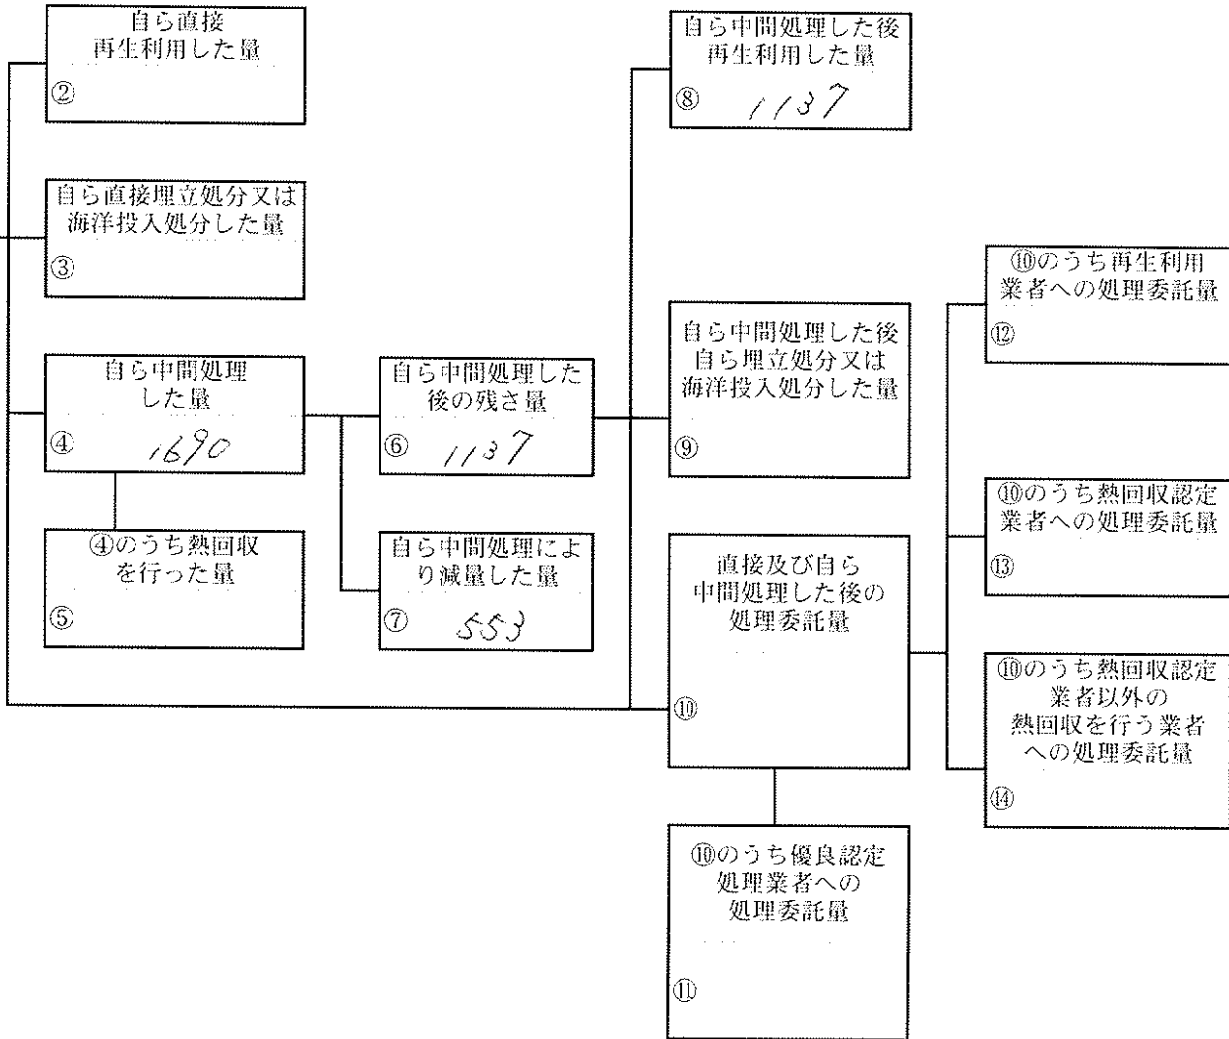 自ら直接
再生利用した量
②
自ら直接埋立処分又は
海洋投入処分した量
③
自ら中間処理
した量
④ 1690
④のうち熱回収
を行った量
⑤
自ら中間処理した
後の残さ量
⑥ 1137
自ら中間処理によ
り減量した量
⑦ 553
自ら中間処理した後
再生利用した量
⑧ 1137
自ら中間処理した後
自ら埋立処分又は
海洋投入処分した量
⑨
直接及び自ら
中間処理した後の
処理委託量
⑩
⑩のうち優良認定
処理業者への
処理委託量
⑪
⑩のうち再生利用
業者への処理委託量
⑫
⑩のうち熱回収認定
業者への処理委託量
⑬
⑩のうち熱回収認定
業者以外の
熱回収を行う業者
への処理委託量
⑭